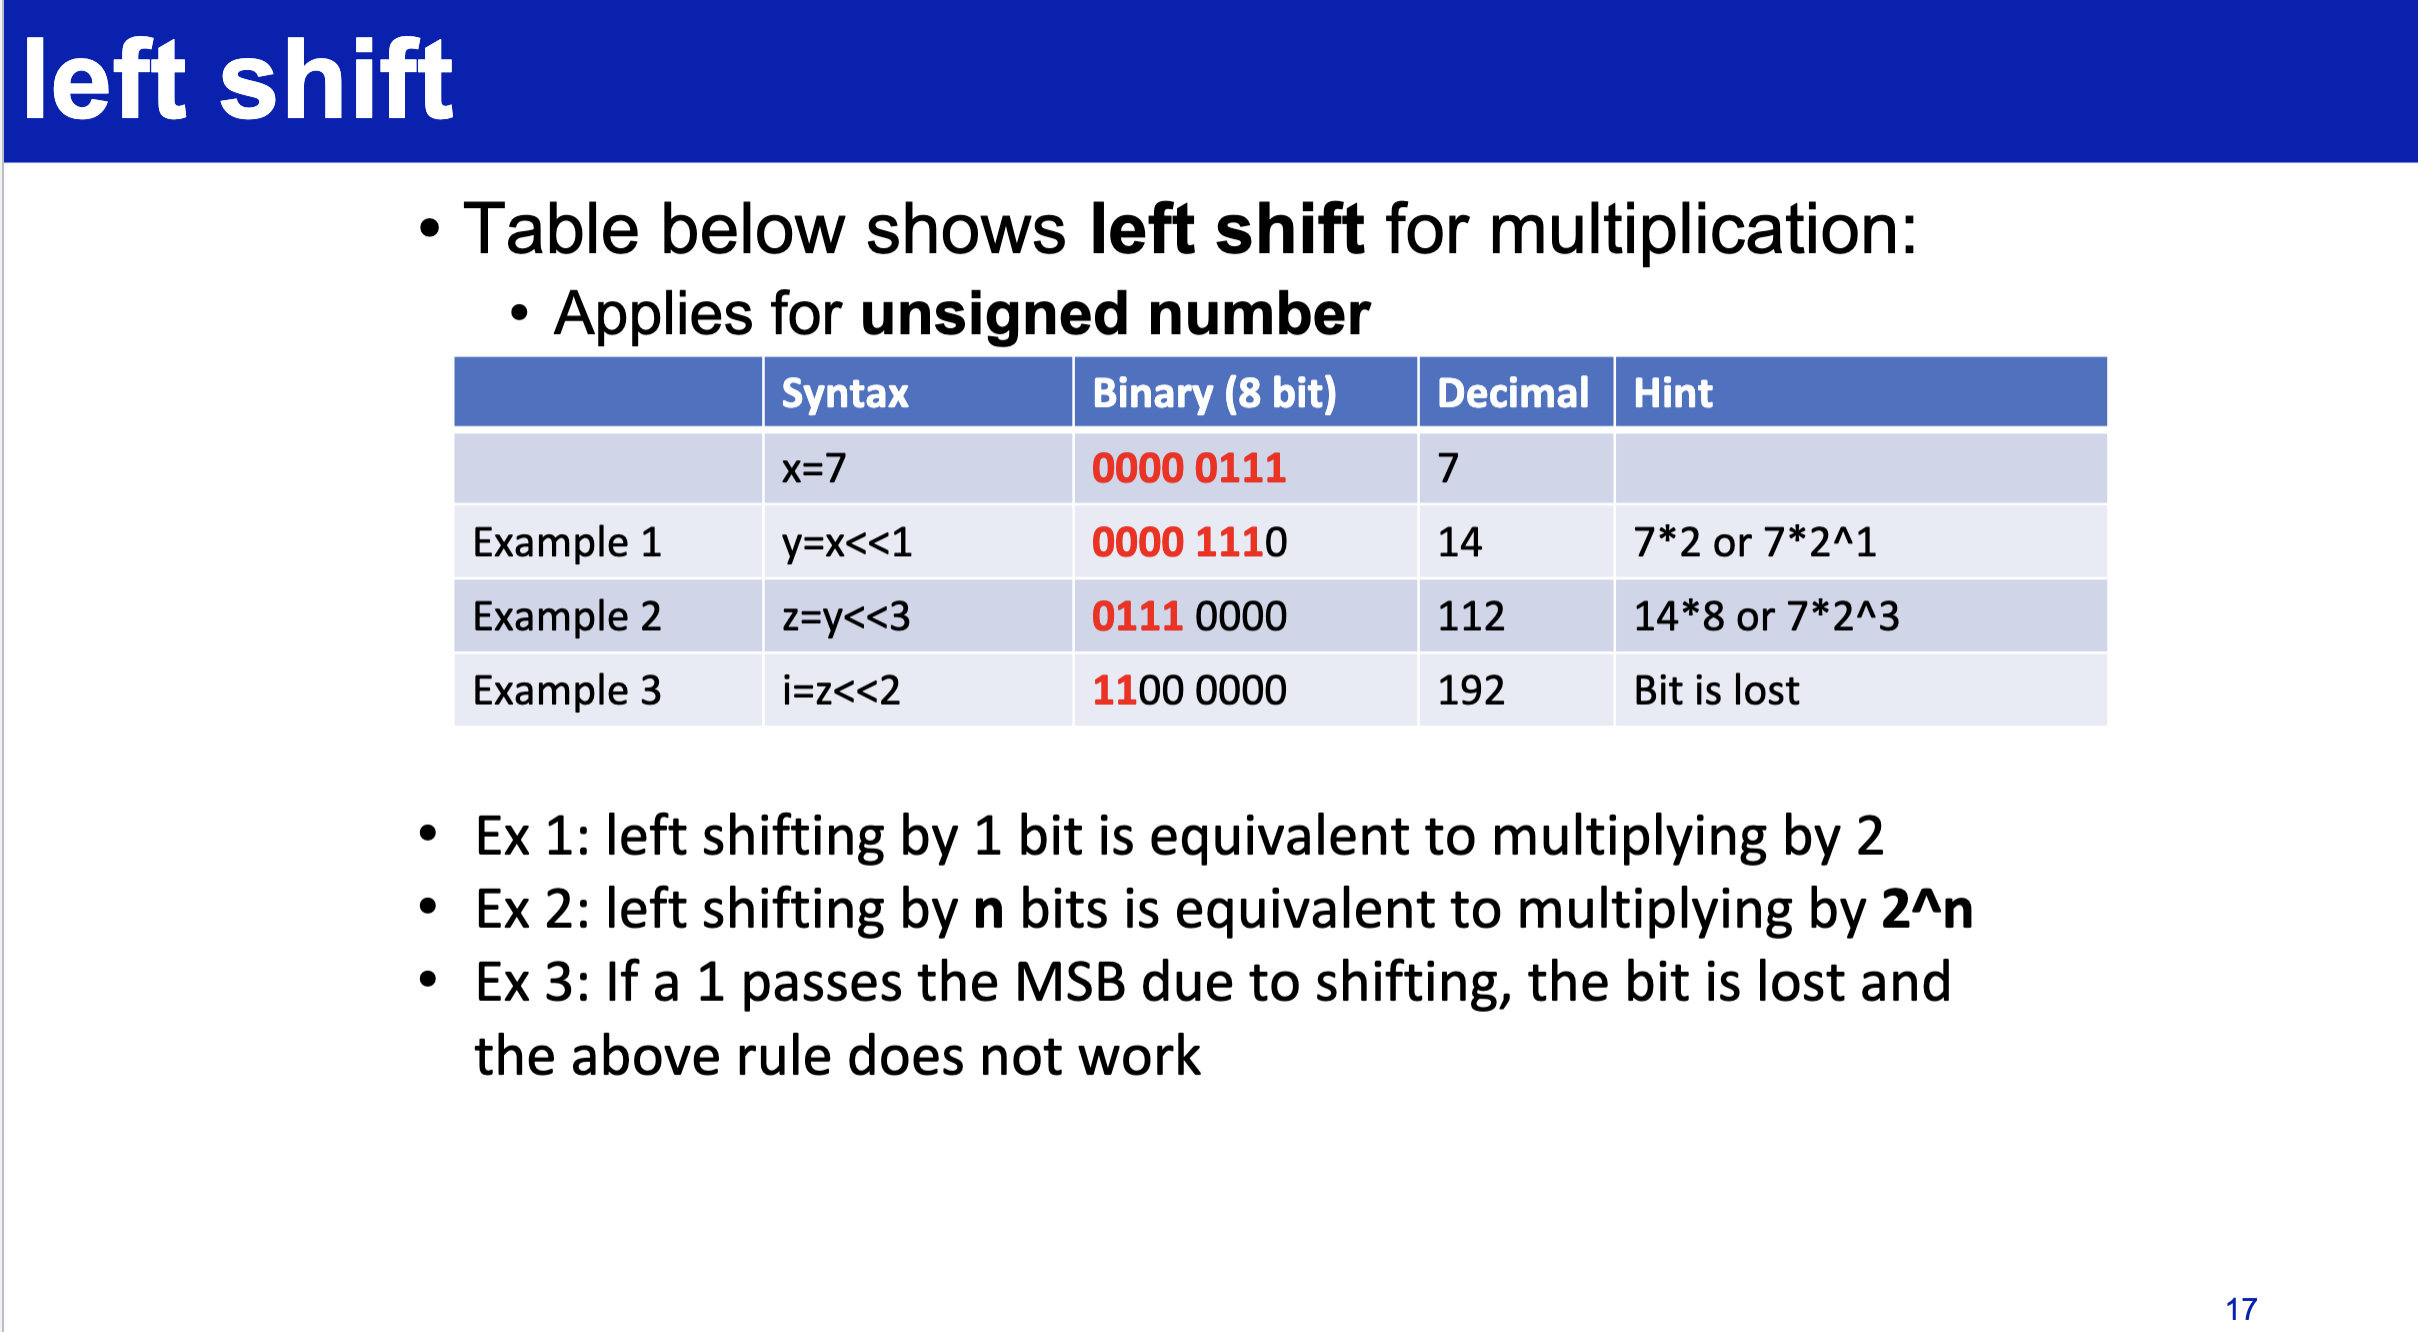 left shift
• Table below shows left shift for multiplication:
• Applies for unsigned number
Syntax Binary (8 bit) Decimal Hint
x=7 0000 0111 7
Example 1 y=x<<1 0000 1110 14 7*2 or 7*2^1
Example 2 z=y<<3 0111 0000 112 14*8 or 7*2^3
Example 3 i=z<<2 1100 0000 192 Bit is lost
• Ex 1: left shifting by 1 bit is equivalent to multiplying by 2
• Ex 2: left shifting by n bits is equivalent to multiplying by 2^n
• Ex 3: If a 1 passes the MSB due to shifting, the bit is lost and
the above rule does not work
17